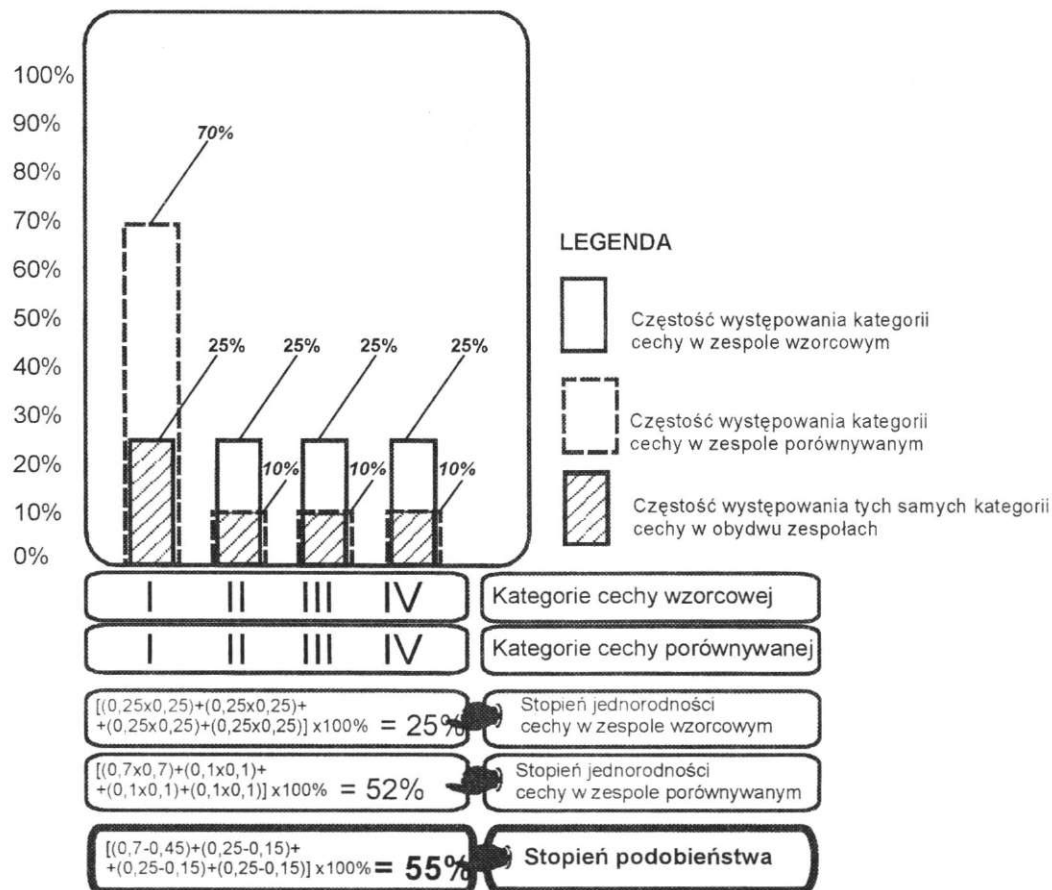 100%
90%
80%
70%
60%
50%
40%
30%
20%
10%
0%
70%
25%
25%
25%
25%
10%
10%
10%
LEGENDA
Częstość występowania kategorii
cechy w zespole wzorcowym
Częstość występowania kategorii
cechy w zespole porównywanym
Częstość występowania tych samych kategorii
cechy w obydwu zespołach
I II III IV
Kategorie cechy wzorcowej
I II III IV
Kategorie cechy porównywanej
[(0,25x0,25)+(0,25x0,25)+
+(0,25x0,25)+(0,25x0,25)] x100% = 25%
Stopień jednorodności
cechy w zespole wzorcowym
[(0,7x0,7)+(0,1x0,1)+
+(0,1x0,1)+(0,1x0,1)] x100% = 52%
Stopień jednorodności
cechy w zespole porównywanym
[(0,7-0,45)+(0,25-0,15)+
+(0,25-0,15)+(0,25-0,15)] x100% = 55%
Stopień podobieństwa